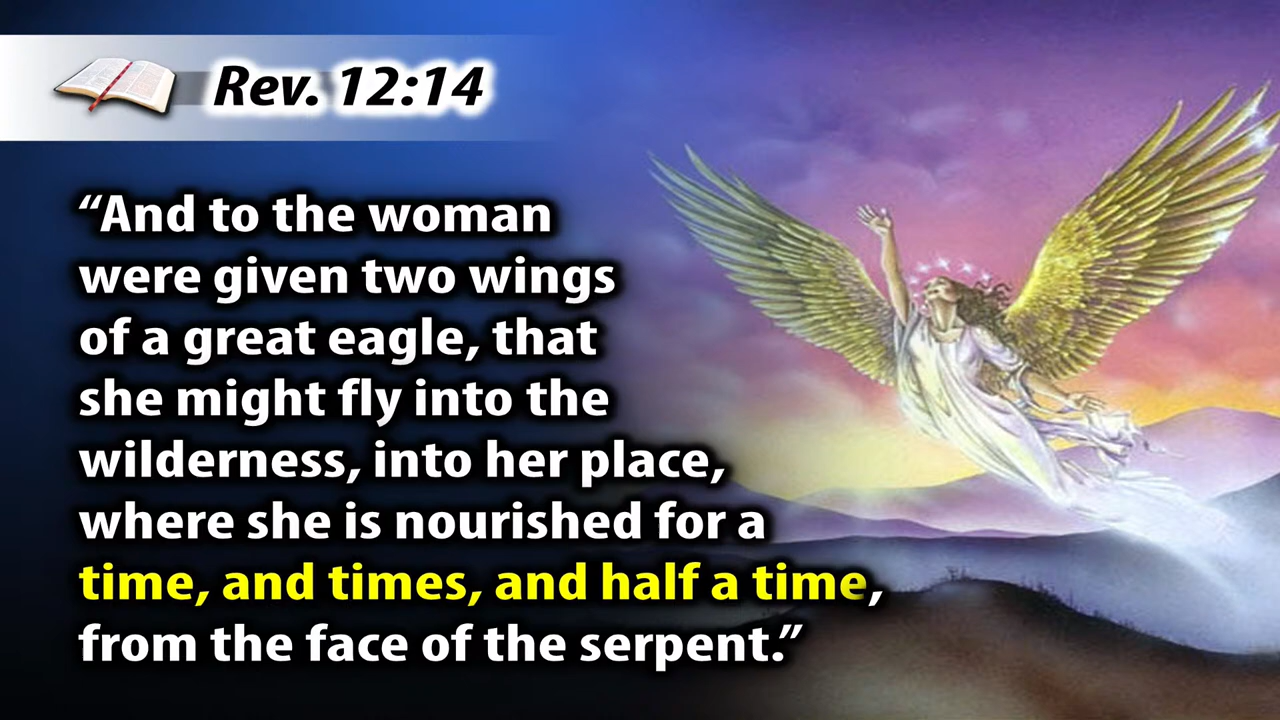 Rev. 12:14
“And to the woman
were given two wings
of a great eagle, that
she might fly into the
wilderness, into her place,
where she is nourished for a
time, and times, and half a time,
from the face of the serpent.”